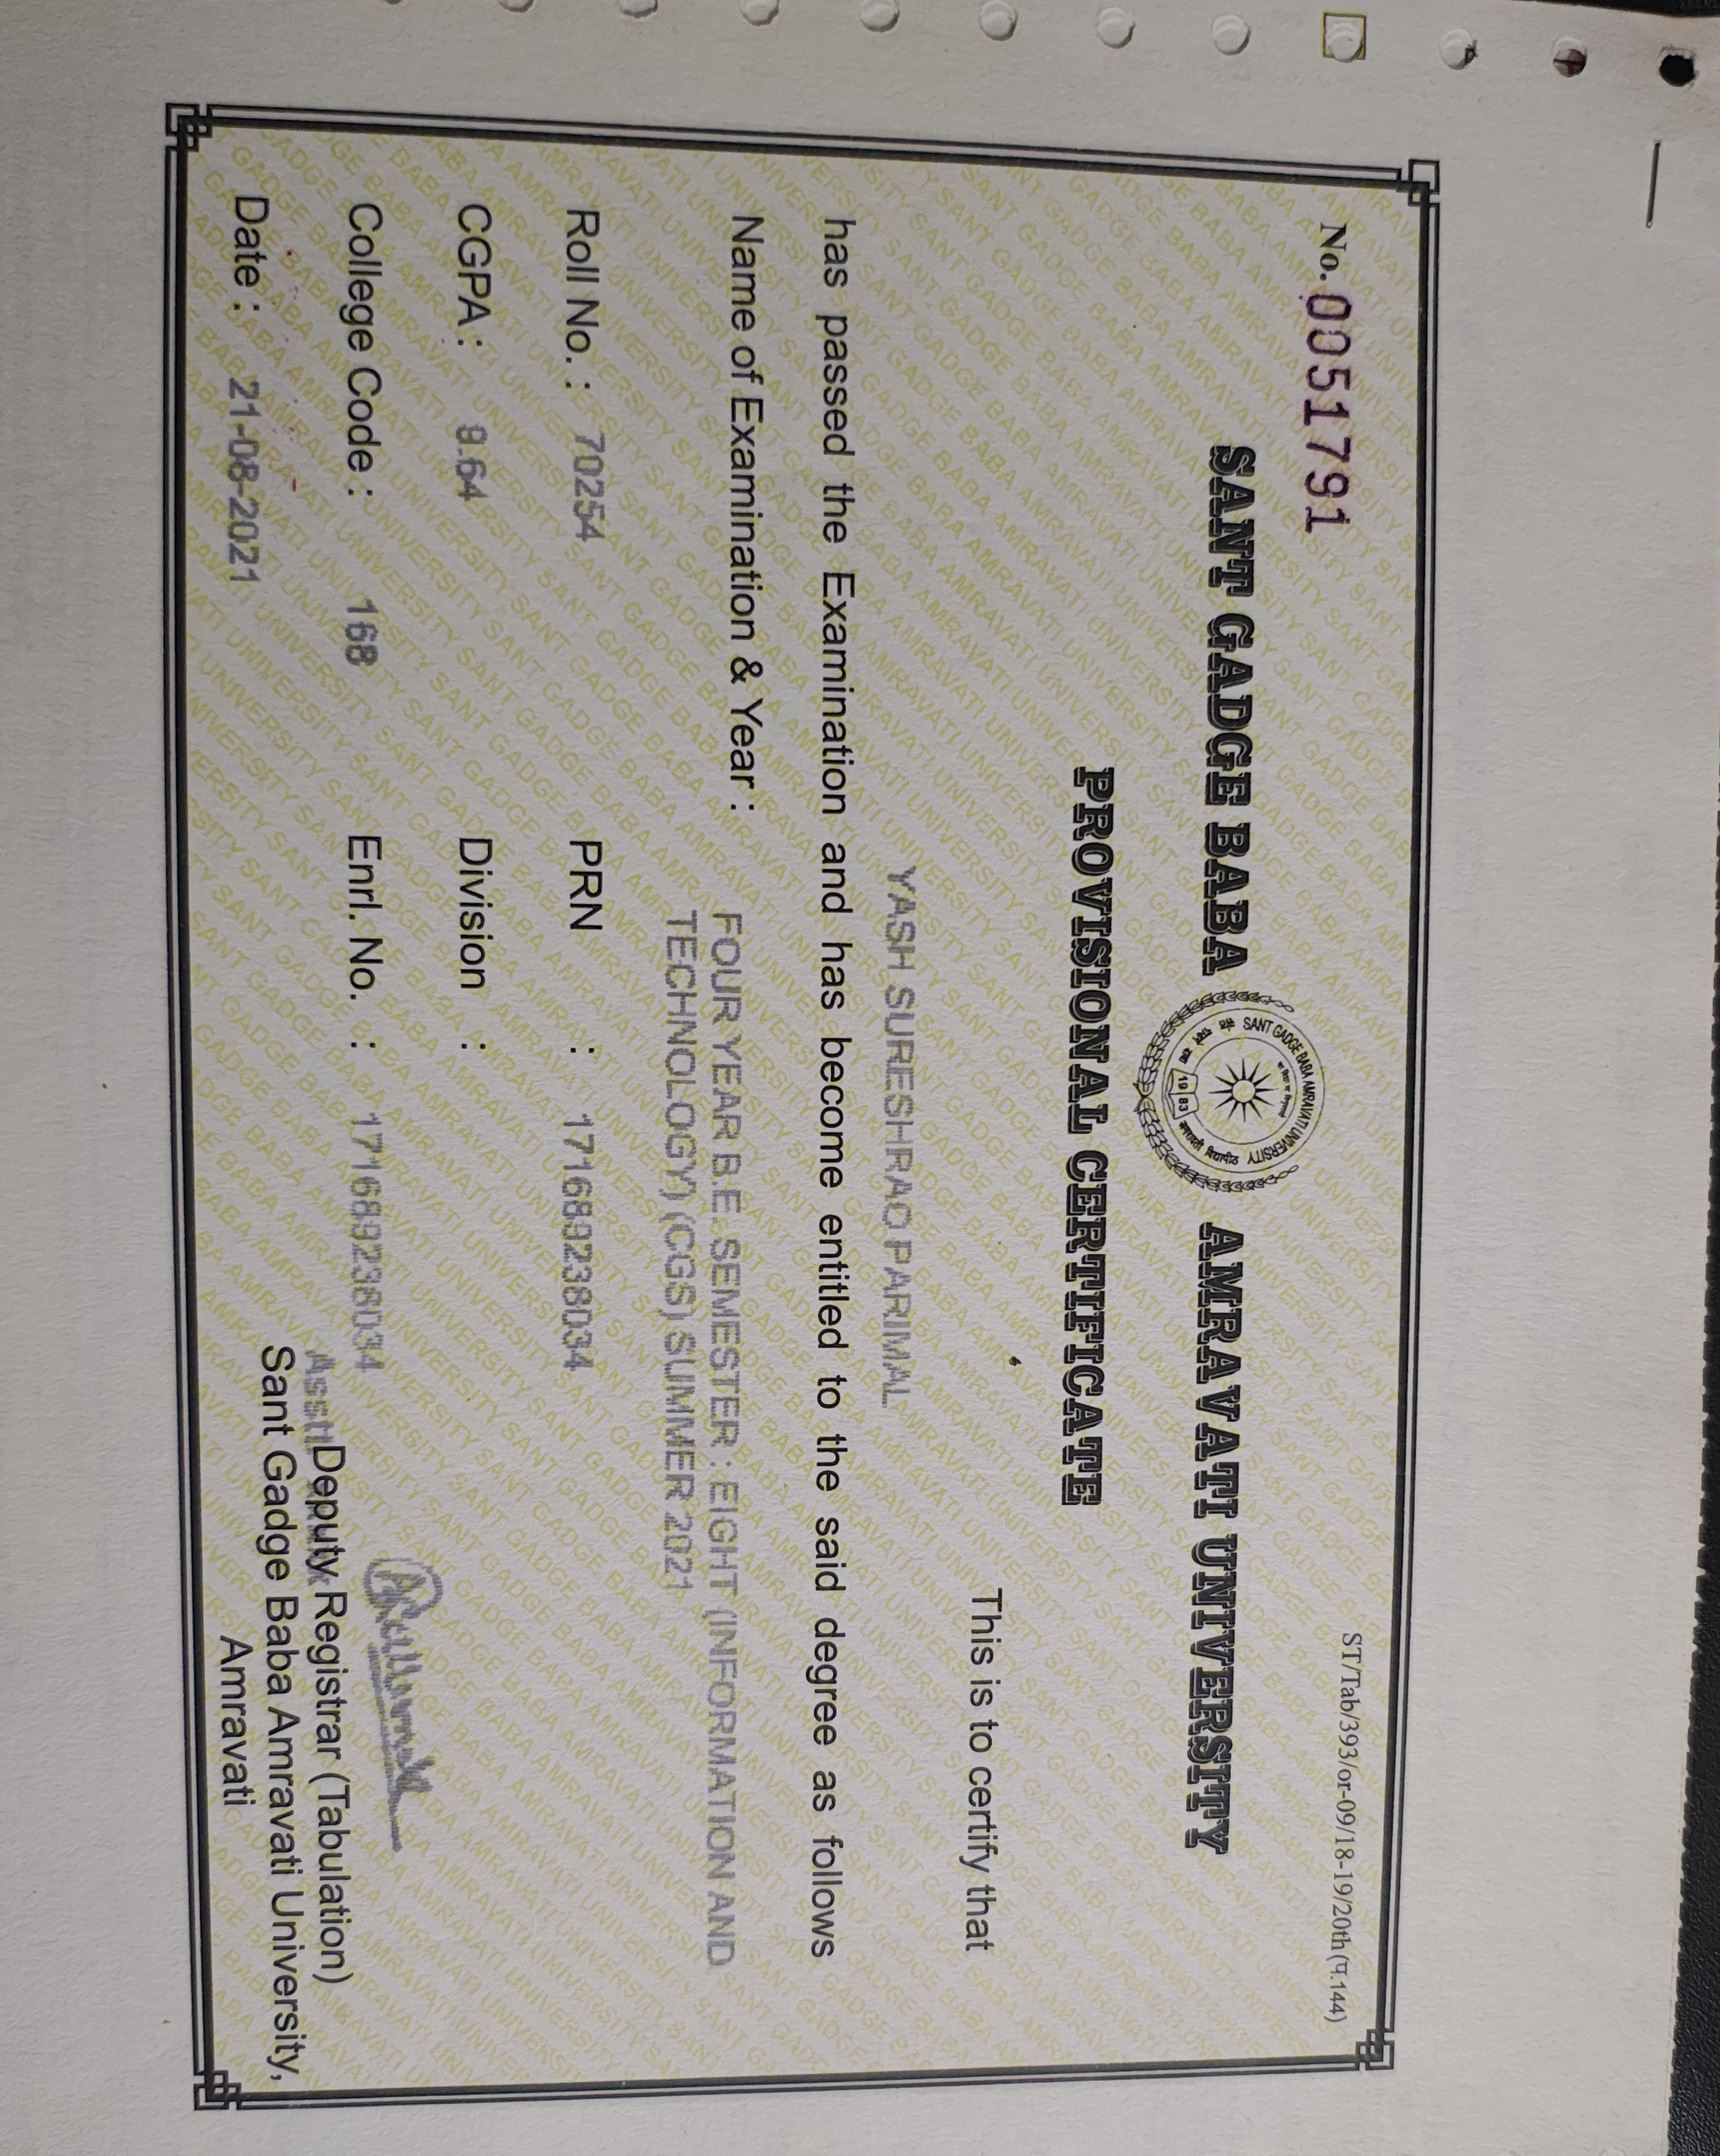 ST/Tab/393/or-09/18-19/20th(प.144)
No. 0051791
SANT GADGE BABA AMRAVATI UNIVERSITY
SANT GADGE BABA AMRAVATI UNIVERSITY
1983
PROVISIONAL CERTIFICATE
This is to certify that
YASH SURESHRAO PARIMAL
has passed the Examination and has become entitled to the said degree as follows
Name of Examination & Year : FOUR YEAR B.E. SEMESTER : EIGHT (INFORMATION AND
TECHNOLOGY) (CGS) SUMMER 2021
Roll No. : 70254 PRN : 1716892380​34
CGPA : Division :
College Code : 168 Enrl. No. : 171689238034
Date : 21-08-2021
Asstt Deputy Registrar (Tabulation)
Sant Gadge Baba Amravati University,
Amravati